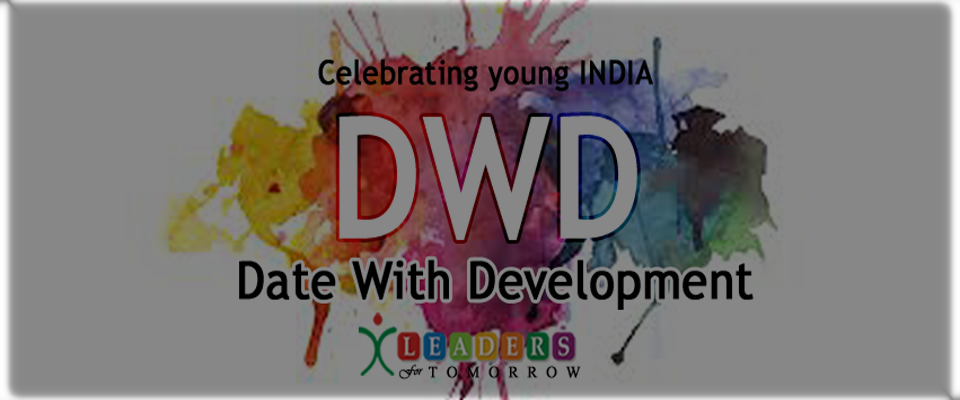 Celebrating young INDIA
DWD
Date With Development
LEADERS
for TOMORROW